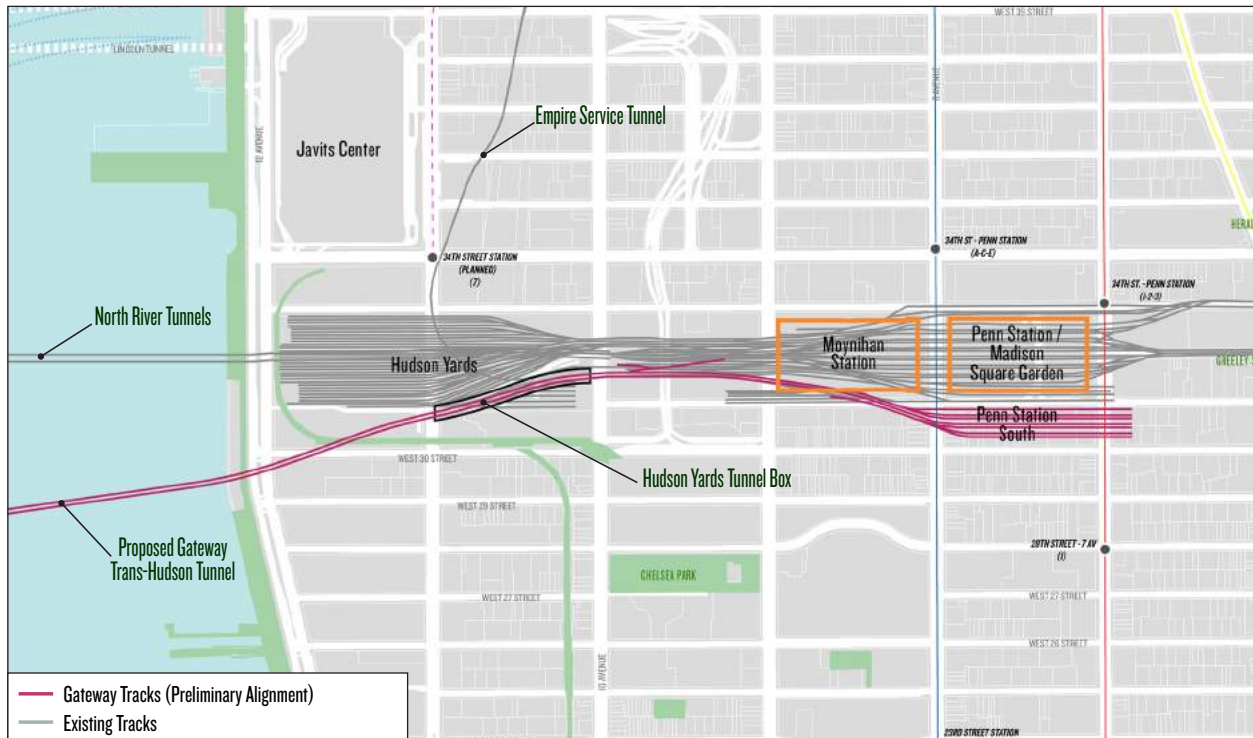 WEST 35 STREET
LINCOLN TUNNEL
8 AVENUE
Empire Service Tunnel
12 AVENUE
Javits Center
HERAL
34TH STREET STATION
(PLANNED)
(7)
34TH ST - PENN STATION
(A-C-E)
34TH ST. - PENN STATION
(1-2-3)
North River Tunnels
Hudson Yards
Moynihan
Station
Penn Station /
Madison
Square Garden
GREELEY S
Penn Station
South
WEST 30 STREET
Hudson Yards Tunnel Box
WEST 29 STREET
Proposed Gateway
Trans-Hudson Tunnel
28TH STREET - 7 AV
(1)
CHELSEA PARK
WEST 27 STREET
WEST 27 STREET
WEST 26 STREET
10 AVENUE
Gateway Tracks (Preliminary Alignment)
Existing Tracks
23RD STREET STATION